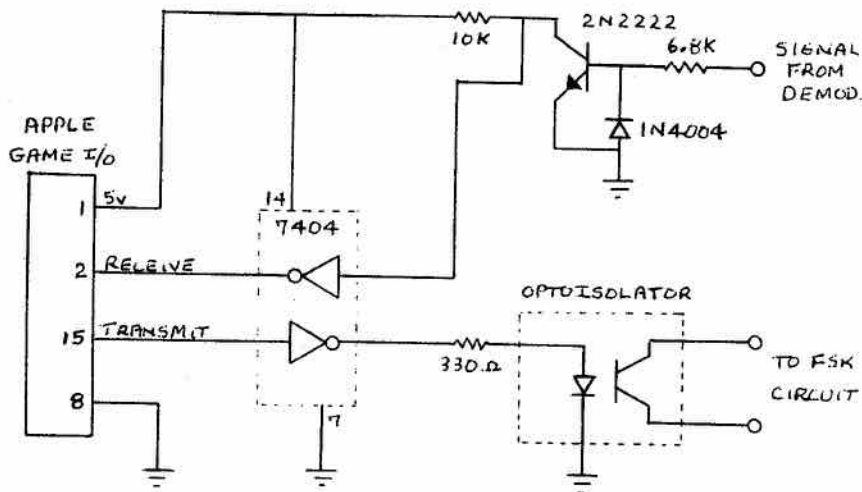 2N2222
10K
6.8K
SIGNAL
FROM
DEMOD.
1N4004
APPLE
GAME I/O
1
5V
14
7404
2
RELEIVE
OPTOISOLATOR
15
TRANSMIT
330Ω
TO FSK
CIRCUIT
8
7